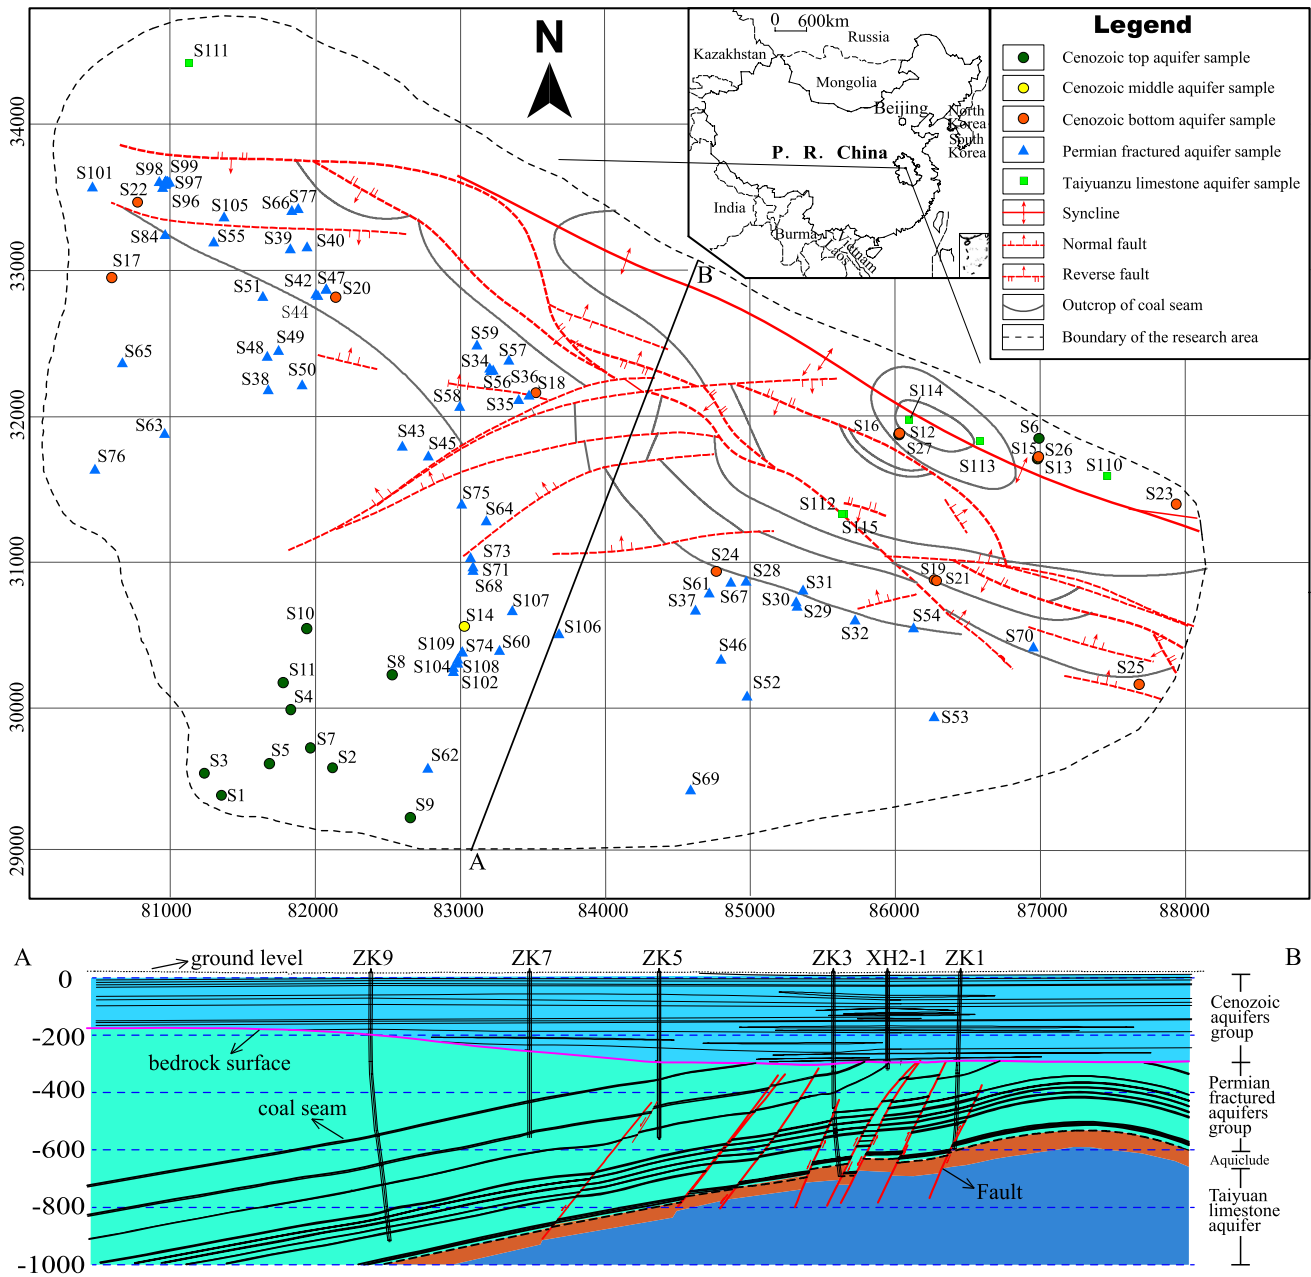 N
0 600km
Russia
Kazakhstan
Mongolia
Beijing
North
Korea
South
Korea
P. R. China
India
Burma
Laos
Legend
Cenozoic top aquifer sample
Cenozoic middle aquifer sample
Cenozoic bottom aquifer sample
Permian fractured aquifer sample
Taiyuanzu limestone aquifer sample
Syncline
Normal fault
Reverse fault
Outcrop of coal seam
Boundary of the research area
34000
33000
32000
31000
30000
29000
S111
S101
S98
S99
S97
S22
S96
S105
S66
S77
S84
S55
S39
S40
S17
S51
S42
S47
S20
S44
B
S65
S48
S49
S38
S50
S59
S34
S57
S56
S36
S18
S58
S35
S63
S76
S43
S45
S114
S16
S12
S27
S113
S6
S15
S26
S13
S110
S23
S75
S64
S112
S115
S73
S71
S68
S24
S28
S61
S67
S37
S31
S30
S29
S19
S21
S32
S54
S70
S25
S10
S14
S107
S106
S11
S8
S109
S74
S60
S104
S108
S102
S46
S4
S52
S53
S7
S5
S2
S3
S1
S62
S69
S9
A
81000 82000 83000 84000 85000 86000 87000 88000
A
ground level
ZK9 ZK7 ZK5 ZK3 XH2-1 ZK1
B
0
-200
-400
-600
-800
-1000
bedrock surface
coal seam
Fault
Cenozoic
aquifers
group
Permian
fractured
aquifers
group
Aquiclude
Taiyuan
limestone
aquifer